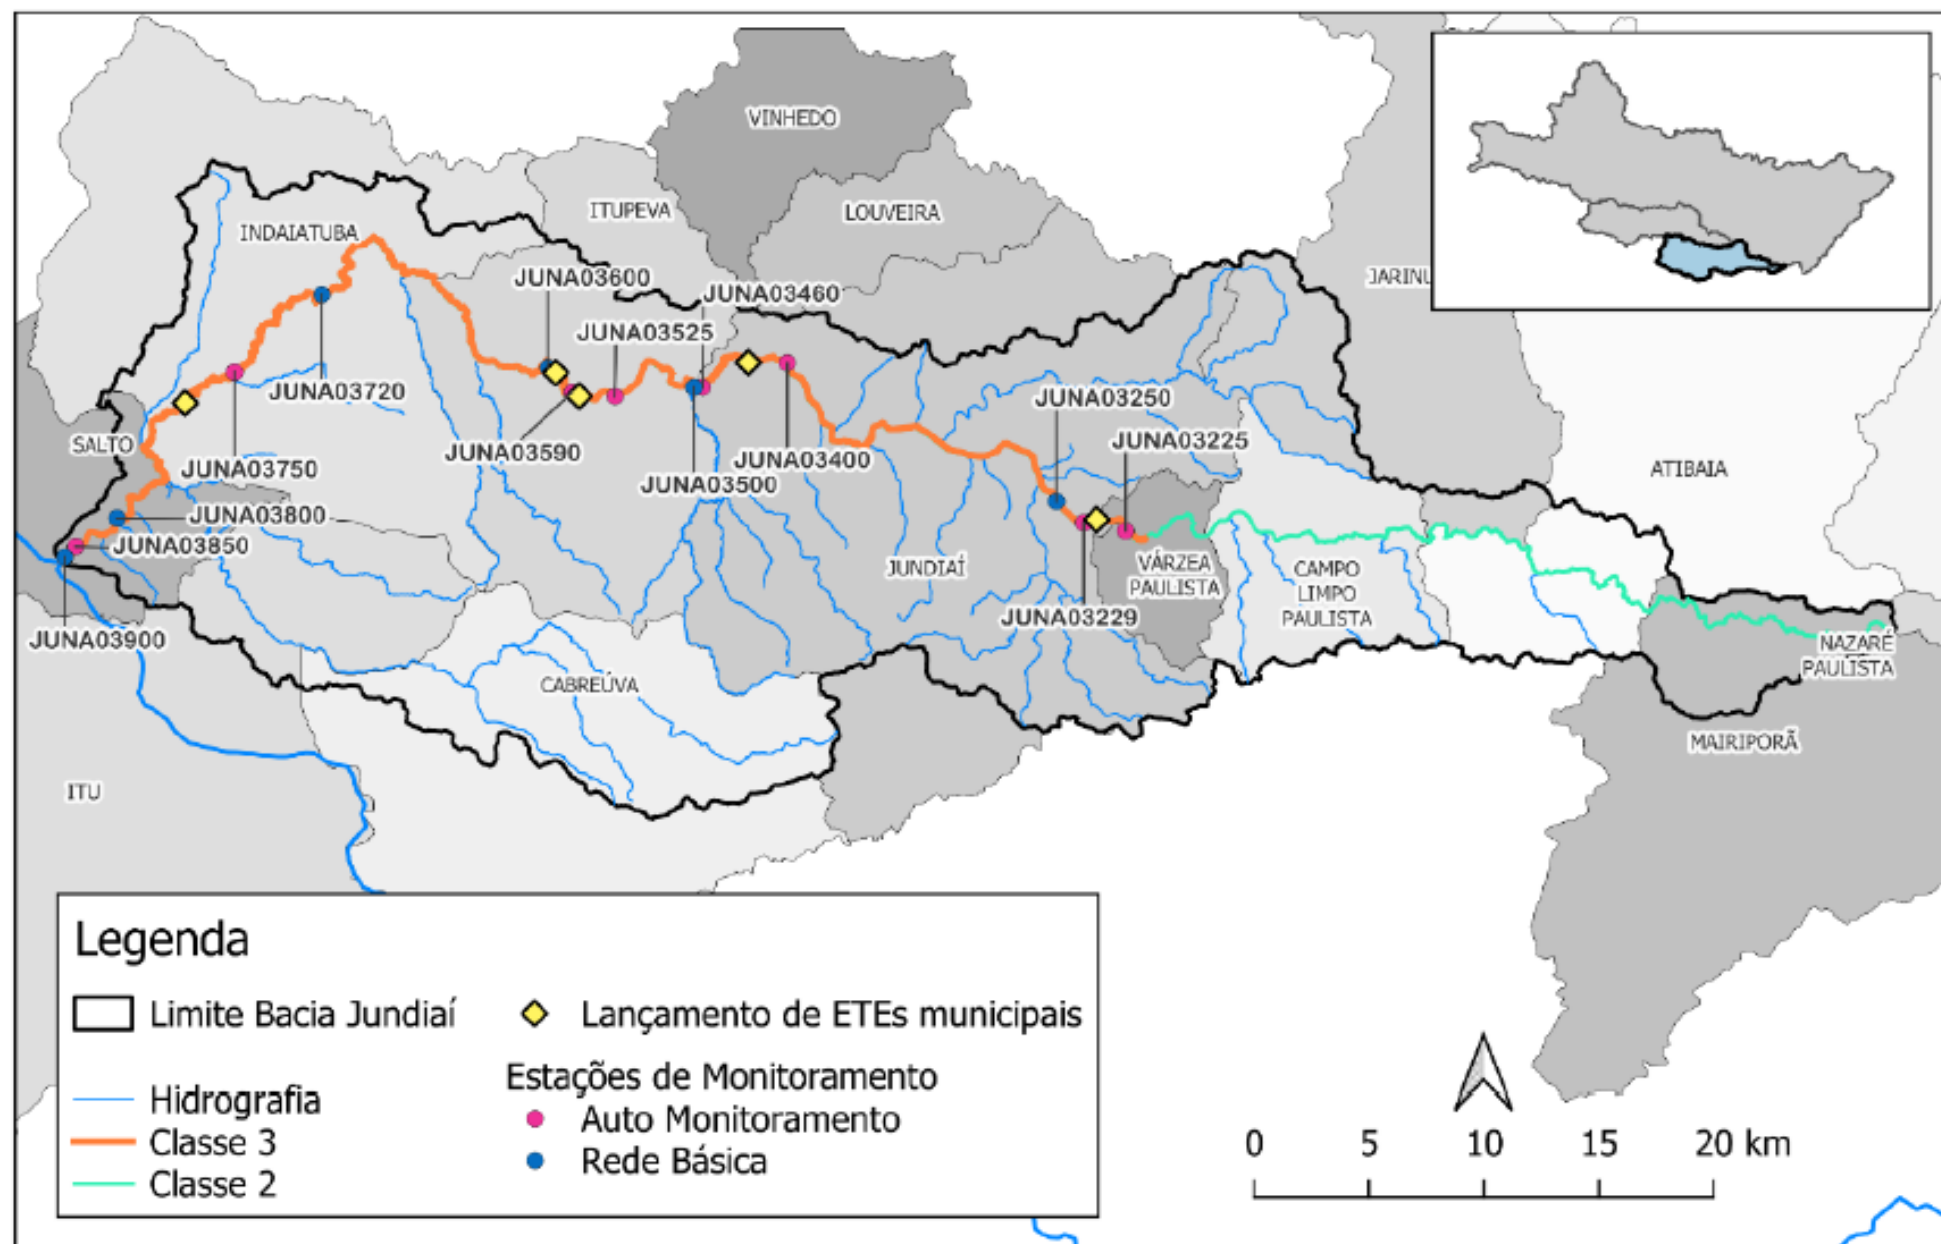 VINHEDO
ITUPEVA
LOUVEIRA
INDAIATUBA
JARINU
JUNA03600
JUNA03460
JUNA03525
JUNA03720
JUNA03250
SALTO
JUNA03225
JUNA03590
JUNA03400
JUNA03750
ATIBAIA
JUNA03500
JUNA03800
JUNA03850
JUNDIAÍ
VÁRZEA
PAULISTA
CAMPO
LIMPO
PAULISTA
JUNA03229
JUNA03900
NAZARÉ
PAULISTA
CABREÚVA
MAIRIPORÃ
ITU
Legenda
Limite Bacia Jundiaí
Hidrografia
Classe 3
Classe 2
Lançamento de ETEs municipais
Estações de Monitoramento
Auto Monitoramento
Rede Básica
0 5 10 15 20 km